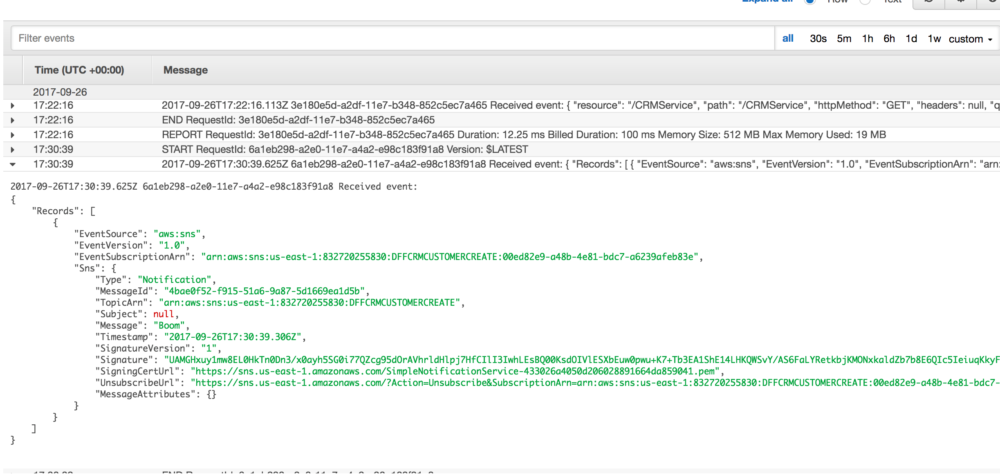 Expand all Row Text
Filter events all 30s 5m 1h 6h 1d 1w custom
Time (UTC +00:00) Message
2017-09-26
17:22:16 2017-09-26T17:22:16.113Z 3e180e5d-a2df-11e7-b348-852c5ec7a465 Received event: { "resource": "/CRMService", "path": "/CRMService", "httpMethod": "GET", "headers": null, "q
17:22:16 END RequestId: 3e180e5d-a2df-11e7-b348-852c5ec7a465
17:22:16 REPORT RequestId: 3e180e5d-a2df-11e7-b348-852c5ec7a465 Duration: 12.25 ms Billed Duration: 100 ms Memory Size: 512 MB Max Memory Used: 19 MB
17:30:39 START RequestId: 6a1eb298-a2e0-11e7-a4a2-e98c183f91a8 Version: $LATEST
17:30:39 2017-09-26T17:30:39.625Z 6a1eb298-a2e0-11e7-a4a2-e98c183f91a8 Received event: { "Records": [ { "EventSource": "aws:sns", "EventVersion": "1.0", "EventSubscriptionArn": "arn:
2017-09-26T17:30:39.625Z 6a1eb298-a2e0-11e7-a4a2-e98c183f91a8 Received event:
{
"Records": [
{
"EventSource": "aws:sns",
"EventVersion": "1.0",
"EventSubscriptionArn": "arn:aws:sns:us-east-1:832720255830:DFFCRMCUSTOMERCREATE:00ed82e9-a48b-4e81-bdc7-a6239afeb83e",
"Sns": {
"Type": "Notification",
"MessageId": "4bae0f52-f915-51a6-9a87-5d1669ea1d5b",
"TopicArn": "arn:aws:sns:us-east-1:832720255830:DFFCRMCUSTOMERCREATE",
"Subject": null,
"Message": "Boom",
"Timestamp": "2017-09-26T17:30:39.306Z",
"SignatureVersion": "1",
"Signature": "UAMGHxuy1mw8EL0HkTn0Dn3/x0ayh5SG0i77QZcg95dOrAVhrldHlpj7HfCIlI3IwhLEsBQ00KsdOIVlESXbEuw0pwu+K7+Tb3EA1ShE14LHKQWSvY/AS6FaLYRetkbjKMONxkaldZb7b8E6QIc5IeiuqKkyF
"SigningCertUrl": "https://sns.us-east-1.amazonaws.com/SimpleNotificationService-433026a4050d206028891664da859041.pem",
"UnsubscribeUrl": "https://sns.us-east-1.amazonaws.com/?Action=Unsubscribe&SubscriptionArn=arn:aws:sns:us-east-1:832720255830:DFFCRMCUSTOMERCREATE:00ed82e9-a48b-4e81-bdc7-
"MessageAttributes": {}
}
}
]
}